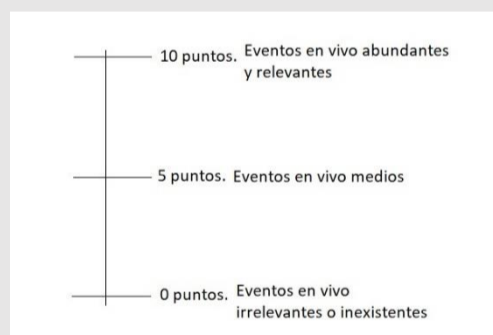 10 puntos. Eventos en vivo abundantes
y relevantes
5 puntos. Eventos en vivo medios
0 puntos. Eventos en vivo
irrelevantes o inexistentes